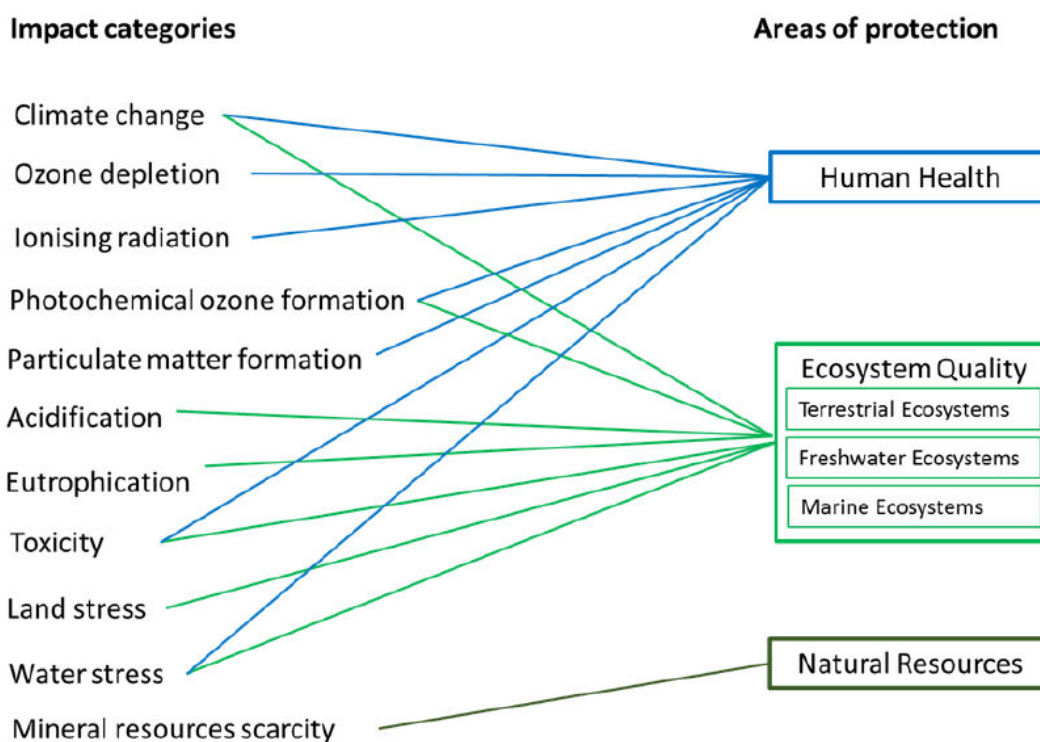 Impact categories
Areas of protection
Climate change
Ozone depletion
Ionising radiation
Photochemical ozone formation
Particulate matter formation
Acidification
Eutrophication
Toxicity
Land stress
Water stress
Mineral resources scarcity
Human Health
Ecosystem Quality
Terrestrial Ecosystems
Freshwater Ecosystems
Marine Ecosystems
Natural Resources